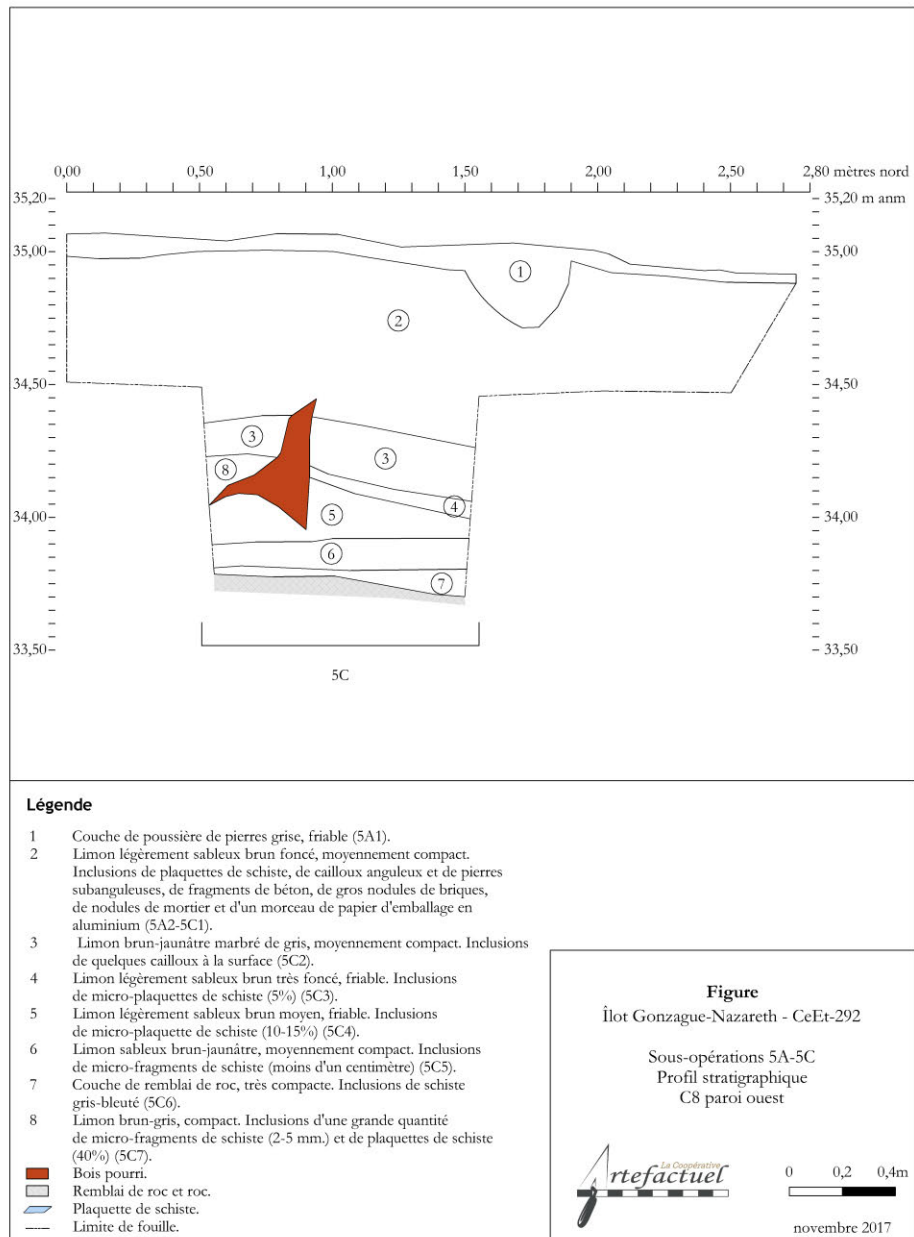 0,00 0,50 1,00 1,50 2,00 2,50 2,80 mètres nord
35,20 35,20 m anm
35,00 35,00
1
2
34,50 34,50
3
3
8
4
34,00 34,00
5
6
7
33,50 33,50
5C
Légende
1 Couche de poussière de pierres grise, friable (5A1).
2 Limon légèrement sableux brun foncé, moyennement compact.
Inclusions de plaquettes de schiste, de cailloux anguleux et de pierres
subanguleuses, de fragments de béton, de gros nodules de briques,
de nodules de mortier et d'un morceau de papier d'emballage en
aluminium (5A2-5C1).
3 Limon brun-jaunâtre marbré de gris, moyennement compact. Inclusions
de quelques cailloux à la surface (5C2).
4 Limon légèrement sableux brun très foncé, friable. Inclusions
de micro-plaquettes de schiste (5%) (5C3).
5 Limon légèrement sableux brun moyen, friable. Inclusions
de micro-plaquette de schiste (10-15%) (5C4).
6 Limon sableux brun-jaunâtre, moyennement compact. Inclusions
de micro-fragments de schiste (moins d'un centimètre) (5C5).
7 Couche de remblai de roc, très compacte. Inclusions de schiste
gris-bleuté (5C6).
8 Limon brun-gris, compact. Inclusions d'une grande quantité
de micro-fragments de schiste (2-5 mm.) et de plaquettes de schiste
(40%) (5C7).
Bois pourri.
Remblai de roc et roc.
Plaquette de schiste.
Limite de fouille.
Figure
Îlot Gonzague-Nazareth - CeEt-292
Sous-opérations 5A-5C
Profil stratigraphique
C8 paroi ouest
La Coopérative
Artefactuel
0 0,2 0,4m
novembre 2017